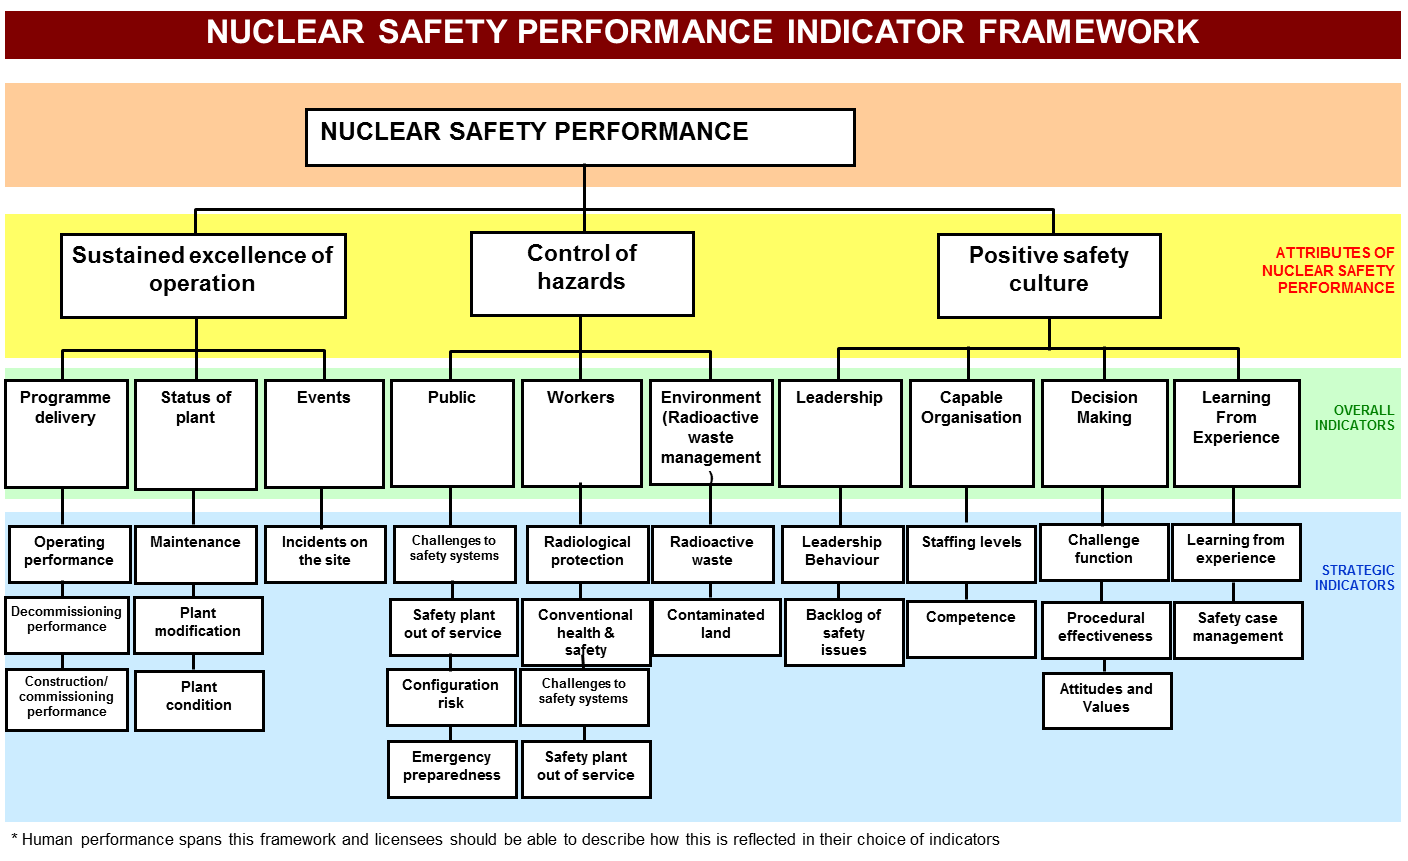 NUCLEAR SAFETY PERFORMANCE INDICATOR FRAMEWORK
NUCLEAR SAFETY PERFORMANCE
Sustained excellence of
operation
Control of
hazards
Positive safety
culture
ATTRIBUTES OF
NUCLEAR SAFETY
PERFORMANCE
Programme
delivery
Status of
plant
Events
Public
Workers
Environment
(Radioactive
waste
management
)
Leadership
Capable
Organisation
Decision
Making
Learning
From
Experience
OVERALL
INDICATORS
Operating
performance
Maintenance
Incidents on
the site
Challenges to
safety systems
Radiological
protection
Radioactive
waste
Leadership
Behaviour
Staffing levels
Challenge
function
Learning from
experience
STRATEGIC
INDICATORS
Decommissioning
performance
Plant
modification
Safety plant
out of service
Conventional
health &
safety
Contaminated
land
Backlog of
safety
issues
Competence
Procedural
effectiveness
Safety case
management
Construction/
commissioning
performance
Plant
condition
Configuration
risk
Challenges to
safety systems
Attitudes and
Values
Emergency
preparedness
Safety plant
out of service
* Human performance spans this framework and licensees should be able to describe how this is reflected in their choice of indicators